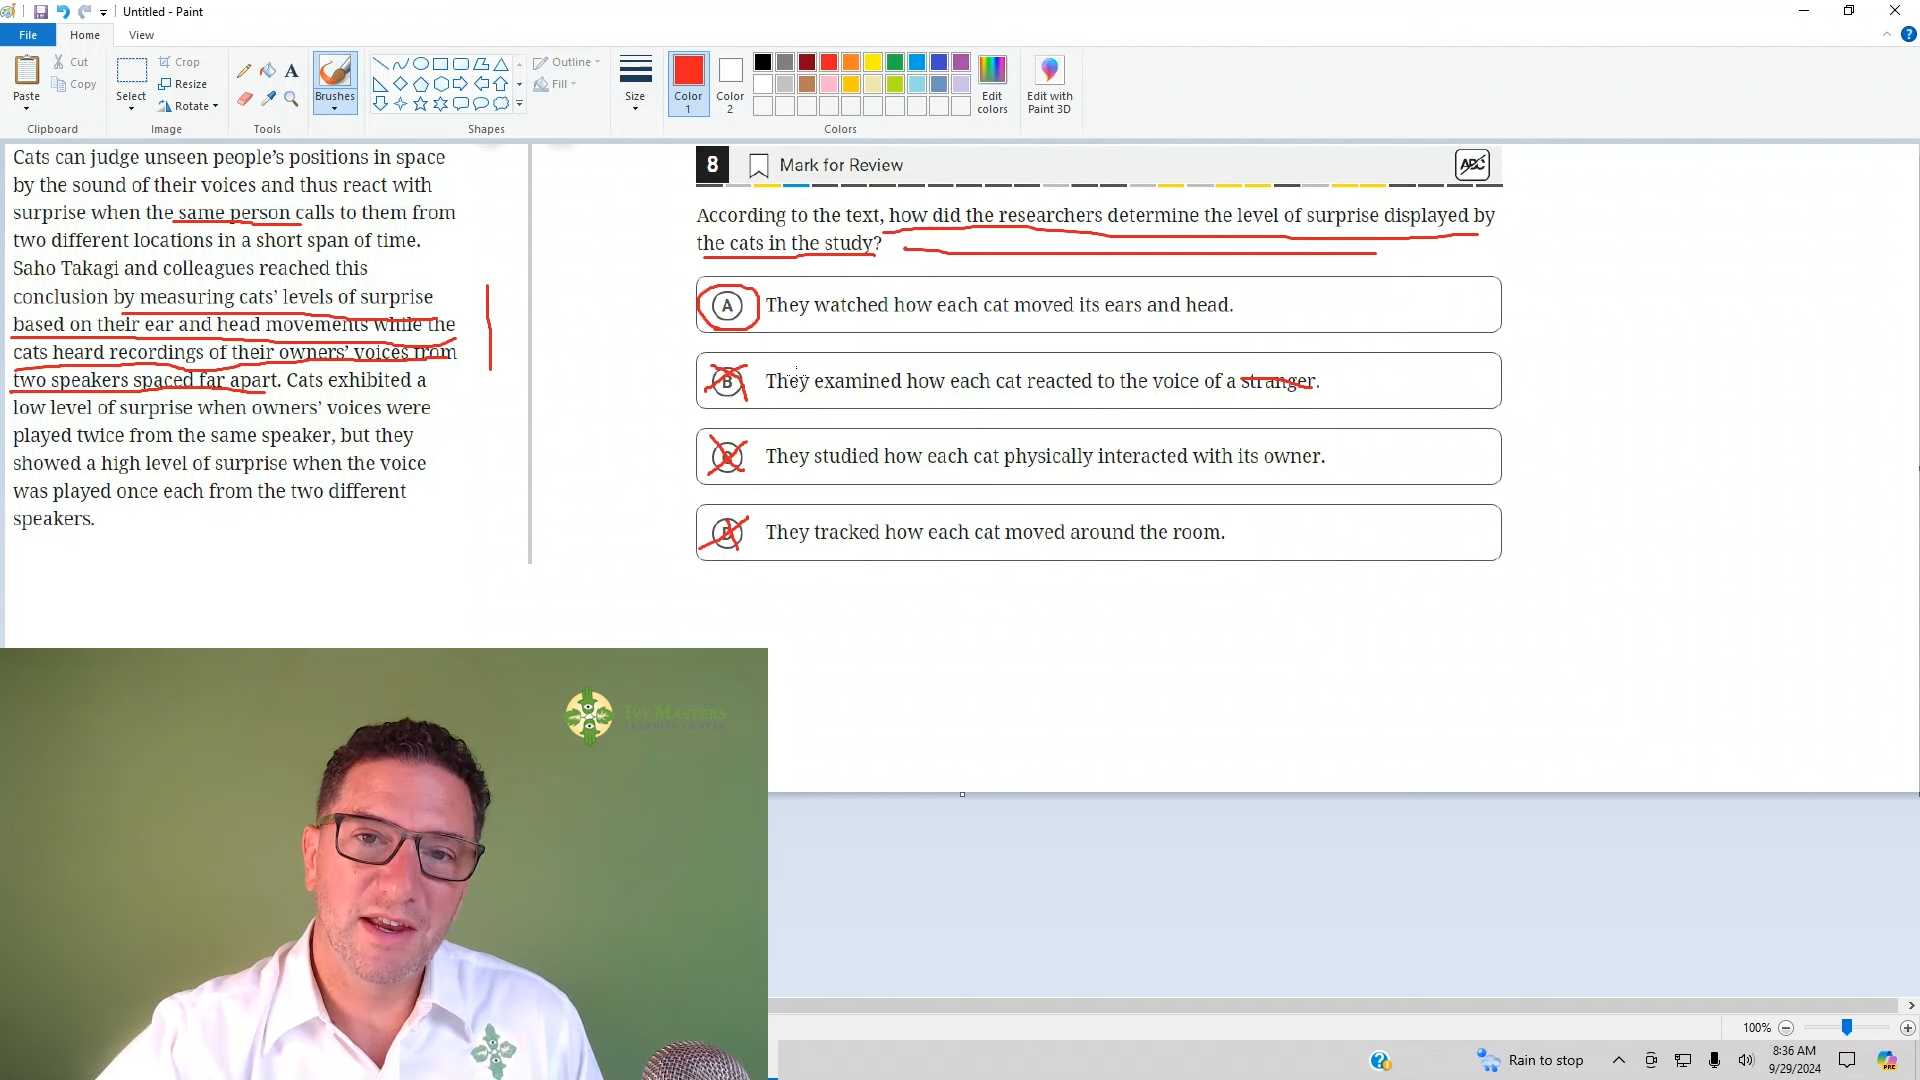 Untitled - Paint
File
Home
View
Paste
Cut
Copy
Clipboard
Select
Crop
Resize
Rotate
Image
Tools
Brushes
Shapes
Outline
Fill
Size
Color 1
Color 2
Colors
Edit colors
Edit with Paint 3D
Cats can judge unseen people's positions in space
by the sound of their voices and thus react with
surprise when the same person calls to them from
two different locations in a short span of time.
Saho Takagi and colleagues reached this
conclusion by measuring cats' levels of surprise
based on their ear and head movements while the
cats heard recordings of their owners' voices from
two speakers spaced far apart. Cats exhibited a
low level of surprise when owners' voices were
played twice from the same speaker, but they
showed a high level of surprise when the voice
was played once each from the two different
speakers.
8 Mark for Review ABC
According to the text, how did the researchers determine the level of surprise displayed by
the cats in the study?
A They watched how each cat moved its ears and head.
B They examined how each cat reacted to the voice of a stranger.
C They studied how each cat physically interacted with its owner.
D They tracked how each cat moved around the room.
IVY MASTERS
LEARNING CENTER
100%
Rain to stop
8:36 AM
9/29/2024
PRE